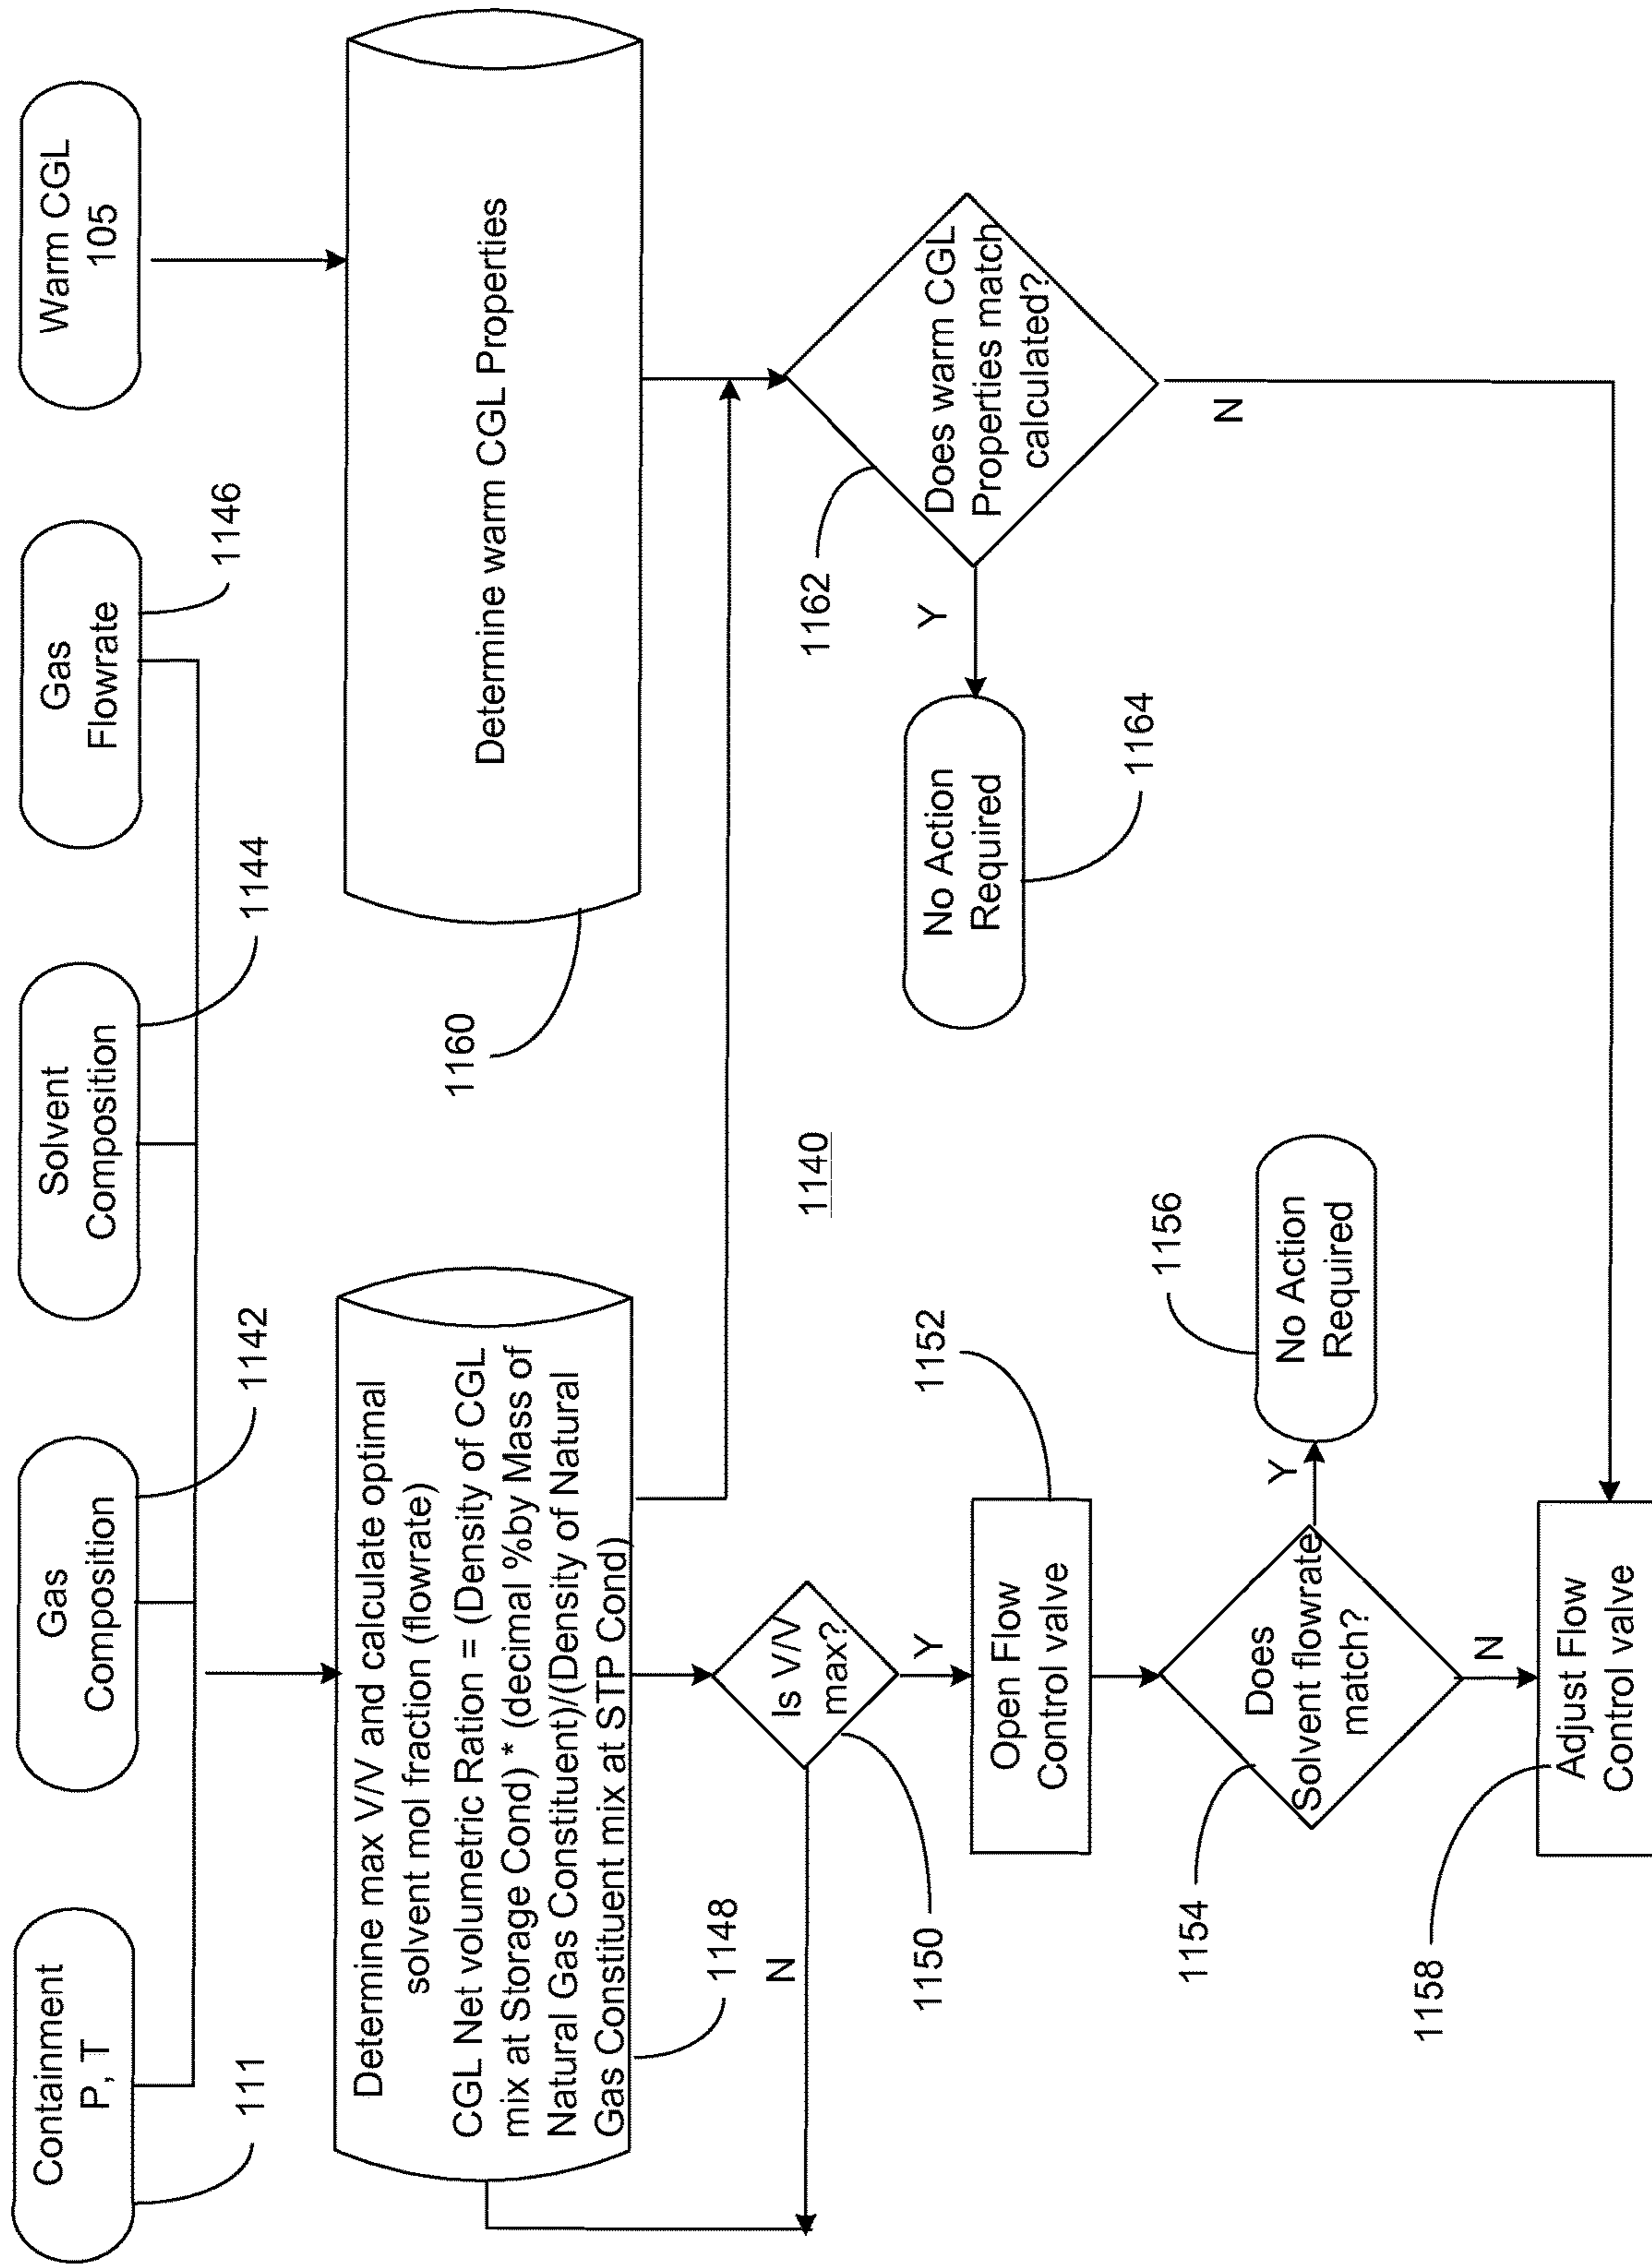 Containment
P, T
111
Gas
Composition
1142
Solvent
Composition
1144
Gas
Flowrate
1146
Warm CGL
105
Determine max V/V and calculate optimal
solvent mol fraction (flowrate)
CGL Net volumetric Ration = (Density of CGL
mix at Storage Cond) * (decimal %by Mass of
Natural Gas Constituent)/(Density of Natural
Gas Constituent mix at STP Cond)
1148
Determine warm CGL Properties
1160
N
Is V/V
max?
1150
Y
1140
Does warm CGL
Properties match
calculated?
1162
Y
N
No Action
Required
1164
Open Flow
Control valve
1152
Does
Solvent flowrate
match?
1154
Y
No Action
Required
1156
N
Adjust Flow
Control valve
1158